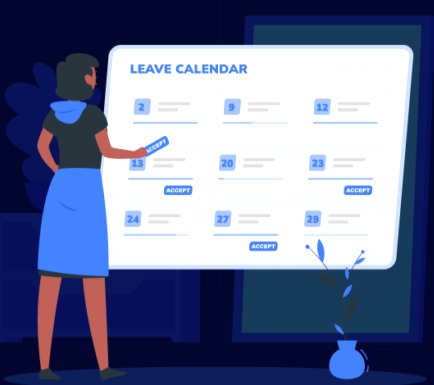 LEAVE CALENDAR
2 9 12
ACCEPT
13 20 23
ACCEPT ACCEPT
24 27 29
ACCEPT